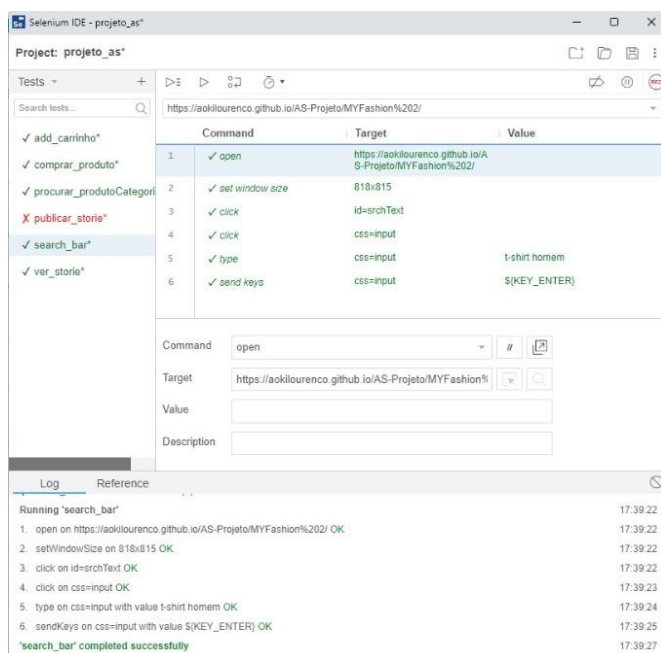 Selenium IDE - projeto_as*
Project: projeto_as*
Tests
Search tests...
✓ add_carrinho*
✓ comprar_produto*
✓ procurar_produtoCategori
X publicar_storie*
✓ search_bar*
✓ ver_storie*
REC
https://aokilourenco.github.io/AS-Projeto/MYFashion%202/
Command Target Value
1 ✓ open https://aokilourenco.github.io/A
S-Projeto/MYFashion%202/
2 ✓ set window size 818x815
3 ✓ click id=srchText
4 ✓ click css=input
5 ✓ type css=input t-shirt homem
6 ✓ send keys css=input ${KEY_ENTER}
Command open //
Target https://aokilourenco.github.io/AS-Projeto/MYFashion%
Value
Description
Log Reference
Running 'search_bar' 17:39:22
1. open on https://aokilourenco.github.io/AS-Projeto/MYFashion%202/ OK 17:39:22
2. setWindowSize on 818x815 OK 17:39:22
3. click on id=srchText OK 17:39:22
4. click on css=input OK 17:39:23
5. type on css=input with value t-shirt homem OK 17:39:24
6. sendKeys on css=input with value ${KEY_ENTER} OK 17:39:25
'search_bar' completed successfully 17:39:27